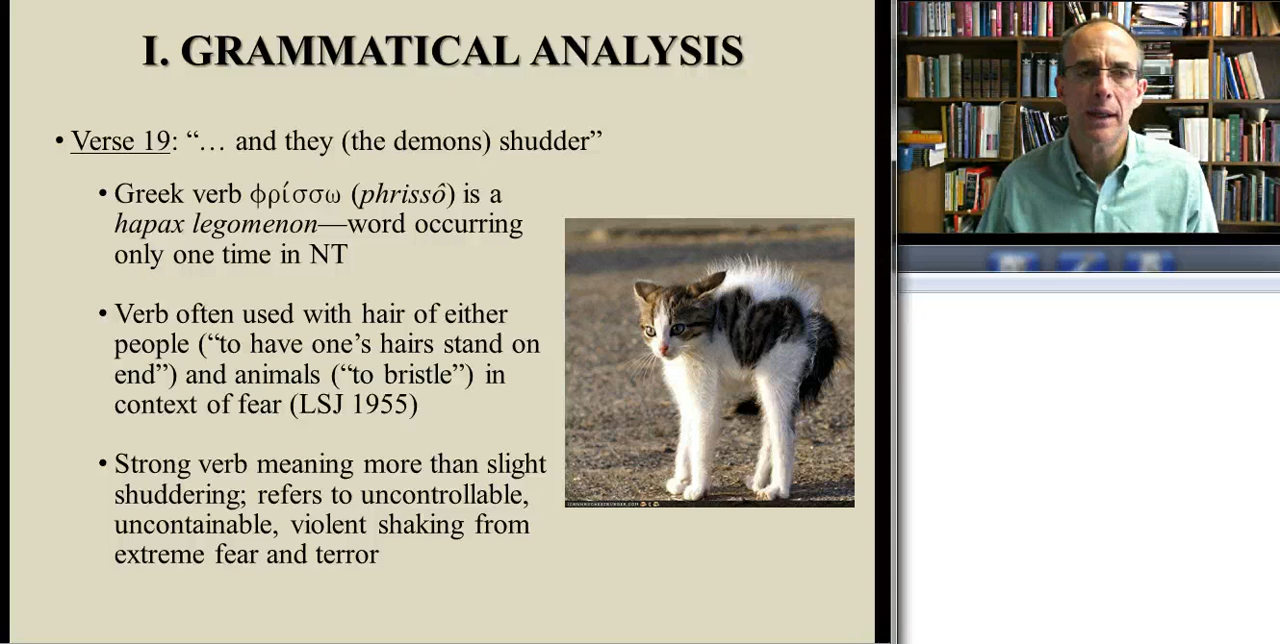 I. GRAMMATICAL ANALYSIS
• Verse 19: “… and they (the demons) shudder”
• Greek verb φρίσσω (phrissô) is a
hapax legomenon—word occurring
only one time in NT
• Verb often used with hair of either
people (“to have one’s hairs stand on
end”) and animals (“to bristle”) in
context of fear (LSJ 1955)
• Strong verb meaning more than slight
shuddering; refers to uncontrollable,
uncontainable, violent shaking from
extreme fear and terror